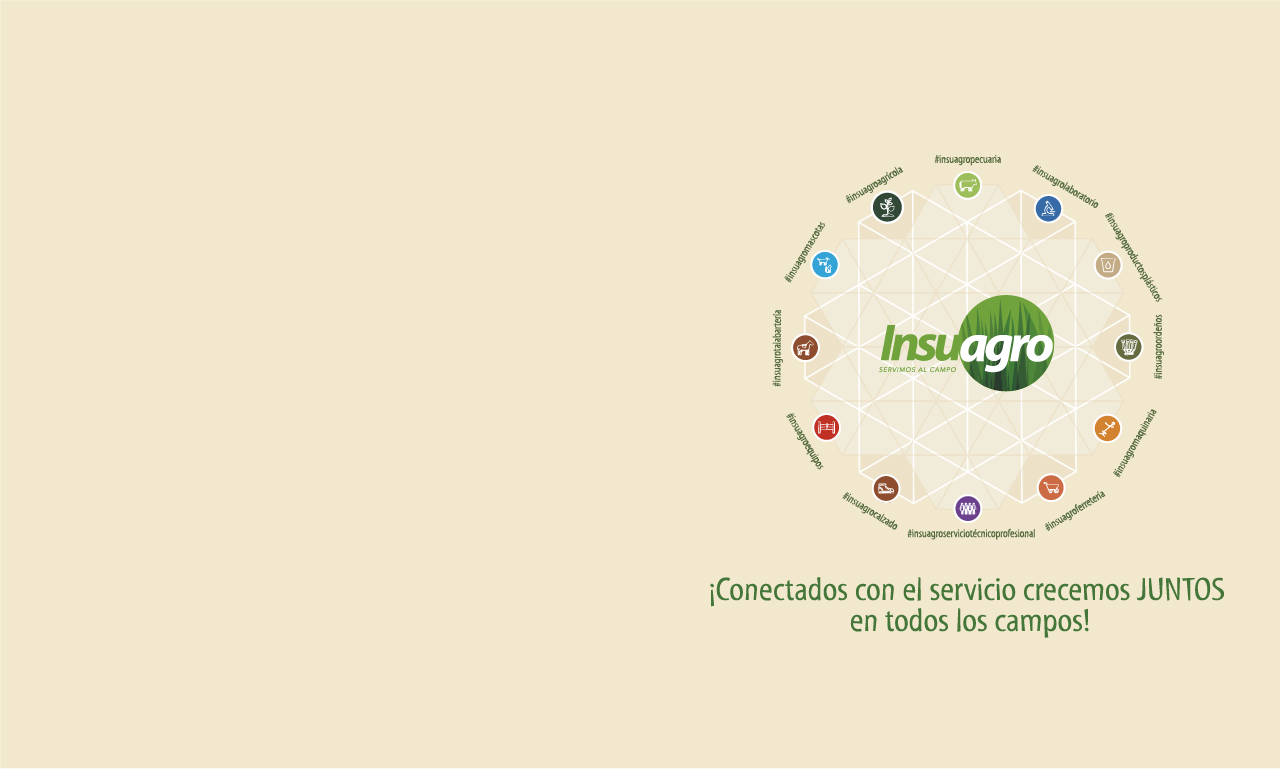 #insuagropecuaria
#insuagrolaboratorio
#insuagroproductosplásticos
#insuagroordeños
#insuagromaquinaria
#insuagroferretería
#insuagroserviciotécnicoprofesional
#insuagrocalzado
#insuagroequipos
#insuagrotalabartería
#insuagromascotas
#insuagroagrícola
Insuagro
SERVIMOS AL CAMPO
¡Conectados con el servicio crecemos JUNTOS
en todos los campos!